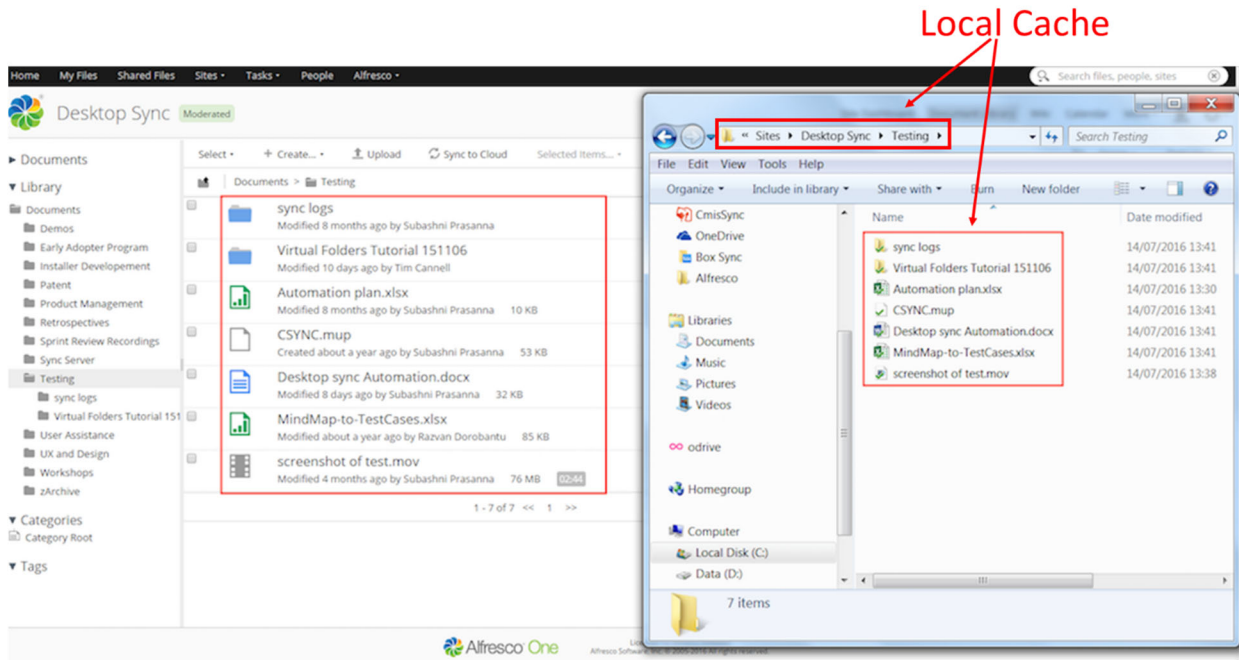 Local Cache
Home My Files Shared Files Sites Tasks People Alfresco Search files, people, sites
Desktop Sync Moderated
Documents
Library
Documents
Demos
Early Adopter Program
Installer Developement
Patent
Product Management
Retrospectives
Sprint Review Recordings
Sync Server
Testing
sync logs
Virtual Folders Tutorial 151
User Assistance
UX and Design
Workshops
zArchive
Categories
Category Root
Tags
Select + Create... Upload Sync to Cloud Selected Items...
Documents > Testing
sync logs
Modified 8 months ago by Subashni Prasanna
Virtual Folders Tutorial 151106
Modified 10 days ago by Tim Cannell
Automation plan.xlsx
Modified 8 months ago by Subashni Prasanna 10 KB
CSYNC.mup
Created about a year ago by Subashni Prasanna 53 KB
Desktop sync Automation.docx
Modified 8 days ago by Subashni Prasanna 32 KB
MindMap-to-TestCases.xlsx
Modified about a year ago by Razvan Dorobantu 85 KB
screenshot of test.mov
Modified 4 months ago by Subashni Prasanna 76 MB 02:44
1 - 7 of 7 << 1 >>
Alfresco One
Alfresco Software, Inc. © 2005-2016 All rights reserved.
« Sites Desktop Sync Testing Search Testing
File Edit View Tools Help
Organize Include in library Share with Burn New folder
CmisSync
OneDrive
Box Sync
Alfresco
Libraries
Documents
Music
Pictures
Videos
odrive
Homegroup
Computer
Local Disk (C:)
Data (D:)
Name Date modified
sync logs 14/07/2016 13:41
Virtual Folders Tutorial 151106 14/07/2016 13:41
Automation plan.xlsx 14/07/2016 13:30
CSYNC.mup 14/07/2016 13:41
Desktop sync Automation.docx 14/07/2016 13:41
MindMap-to-TestCases.xlsx 14/07/2016 13:41
screenshot of test.mov 14/07/2016 13:38
7 items